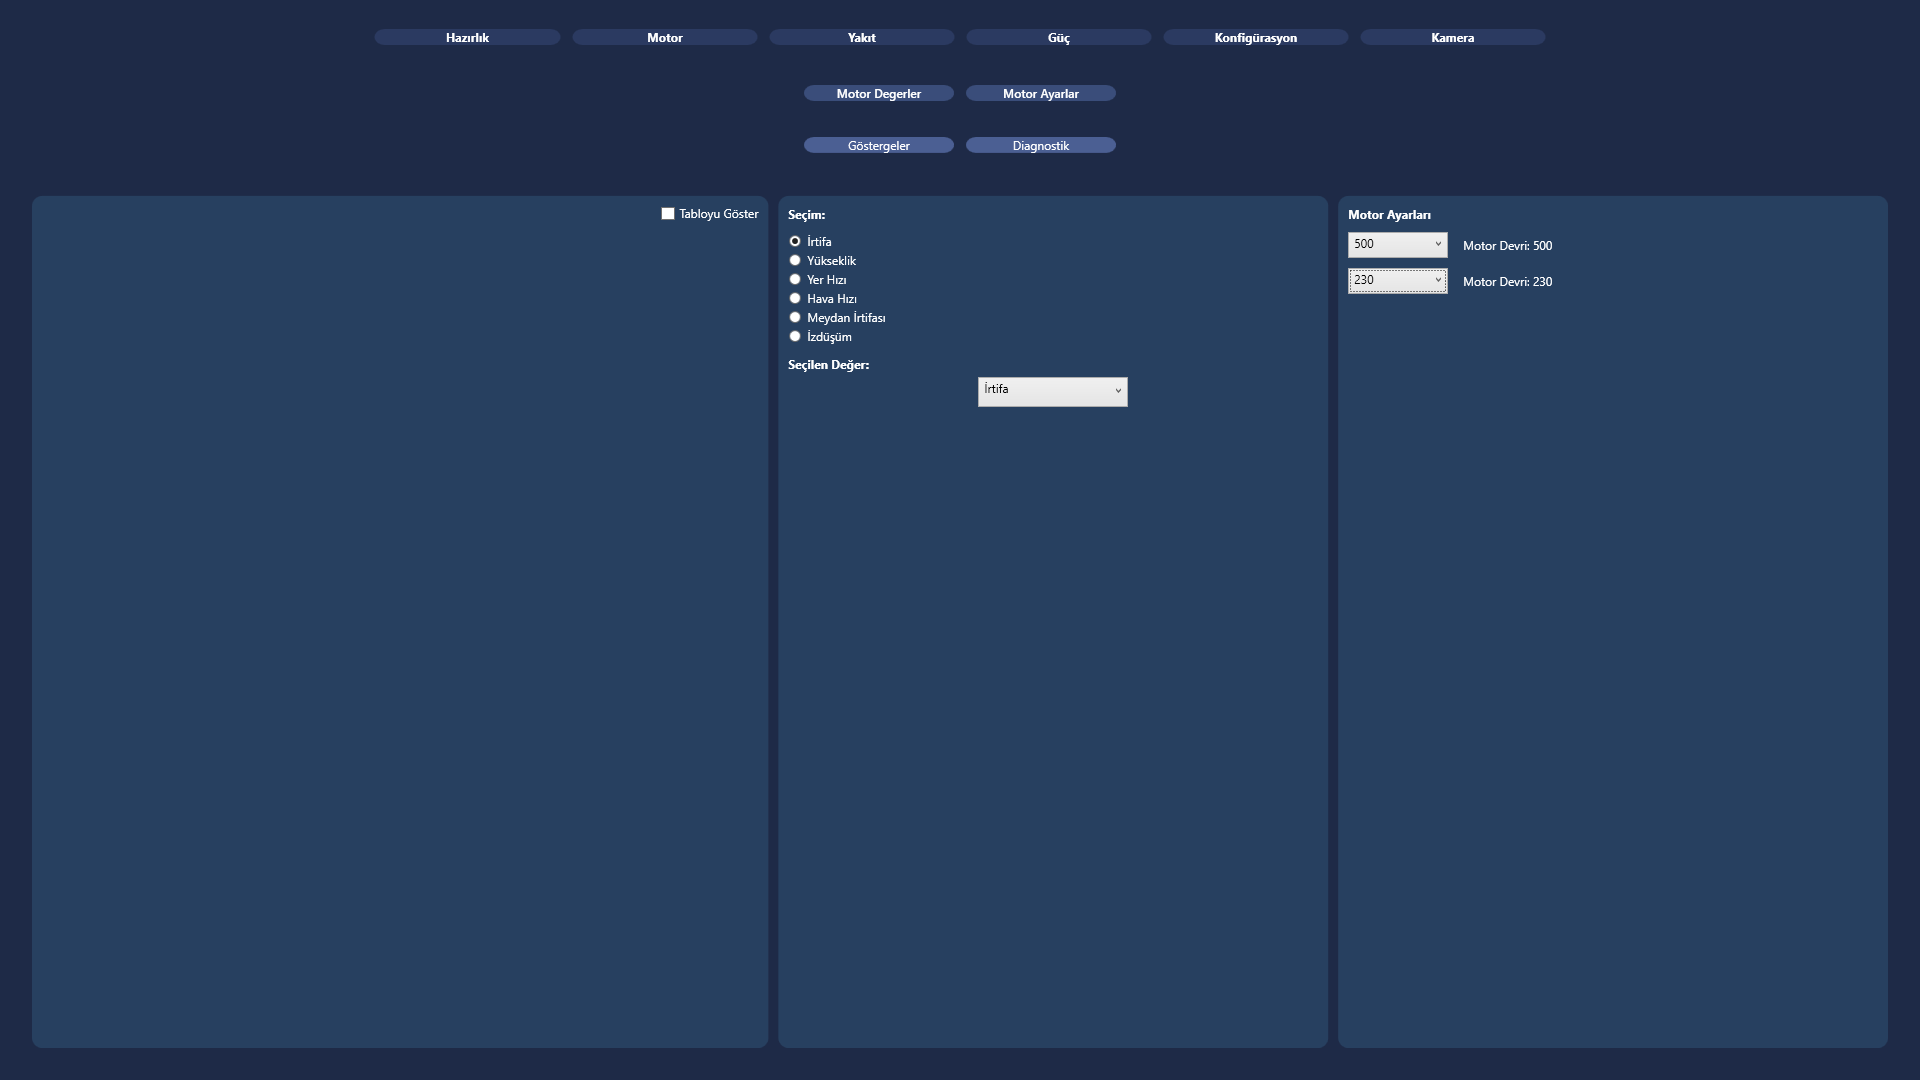 Hazırlık
Motor
Yakıt
Güç
Konfigürasyon
Kamera
Motor Degerler
Motor Ayarlar
Göstergeler
Diagnostik
Tabloyu Göster
Seçim:
İrtifa
Yükseklik
Yer Hızı
Hava Hızı
Meydan İrtifası
İzdüşüm
Seçilen Değer:
İrtifa
Motor Ayarları
500
Motor Devri: 500
230
Motor Devri: 230